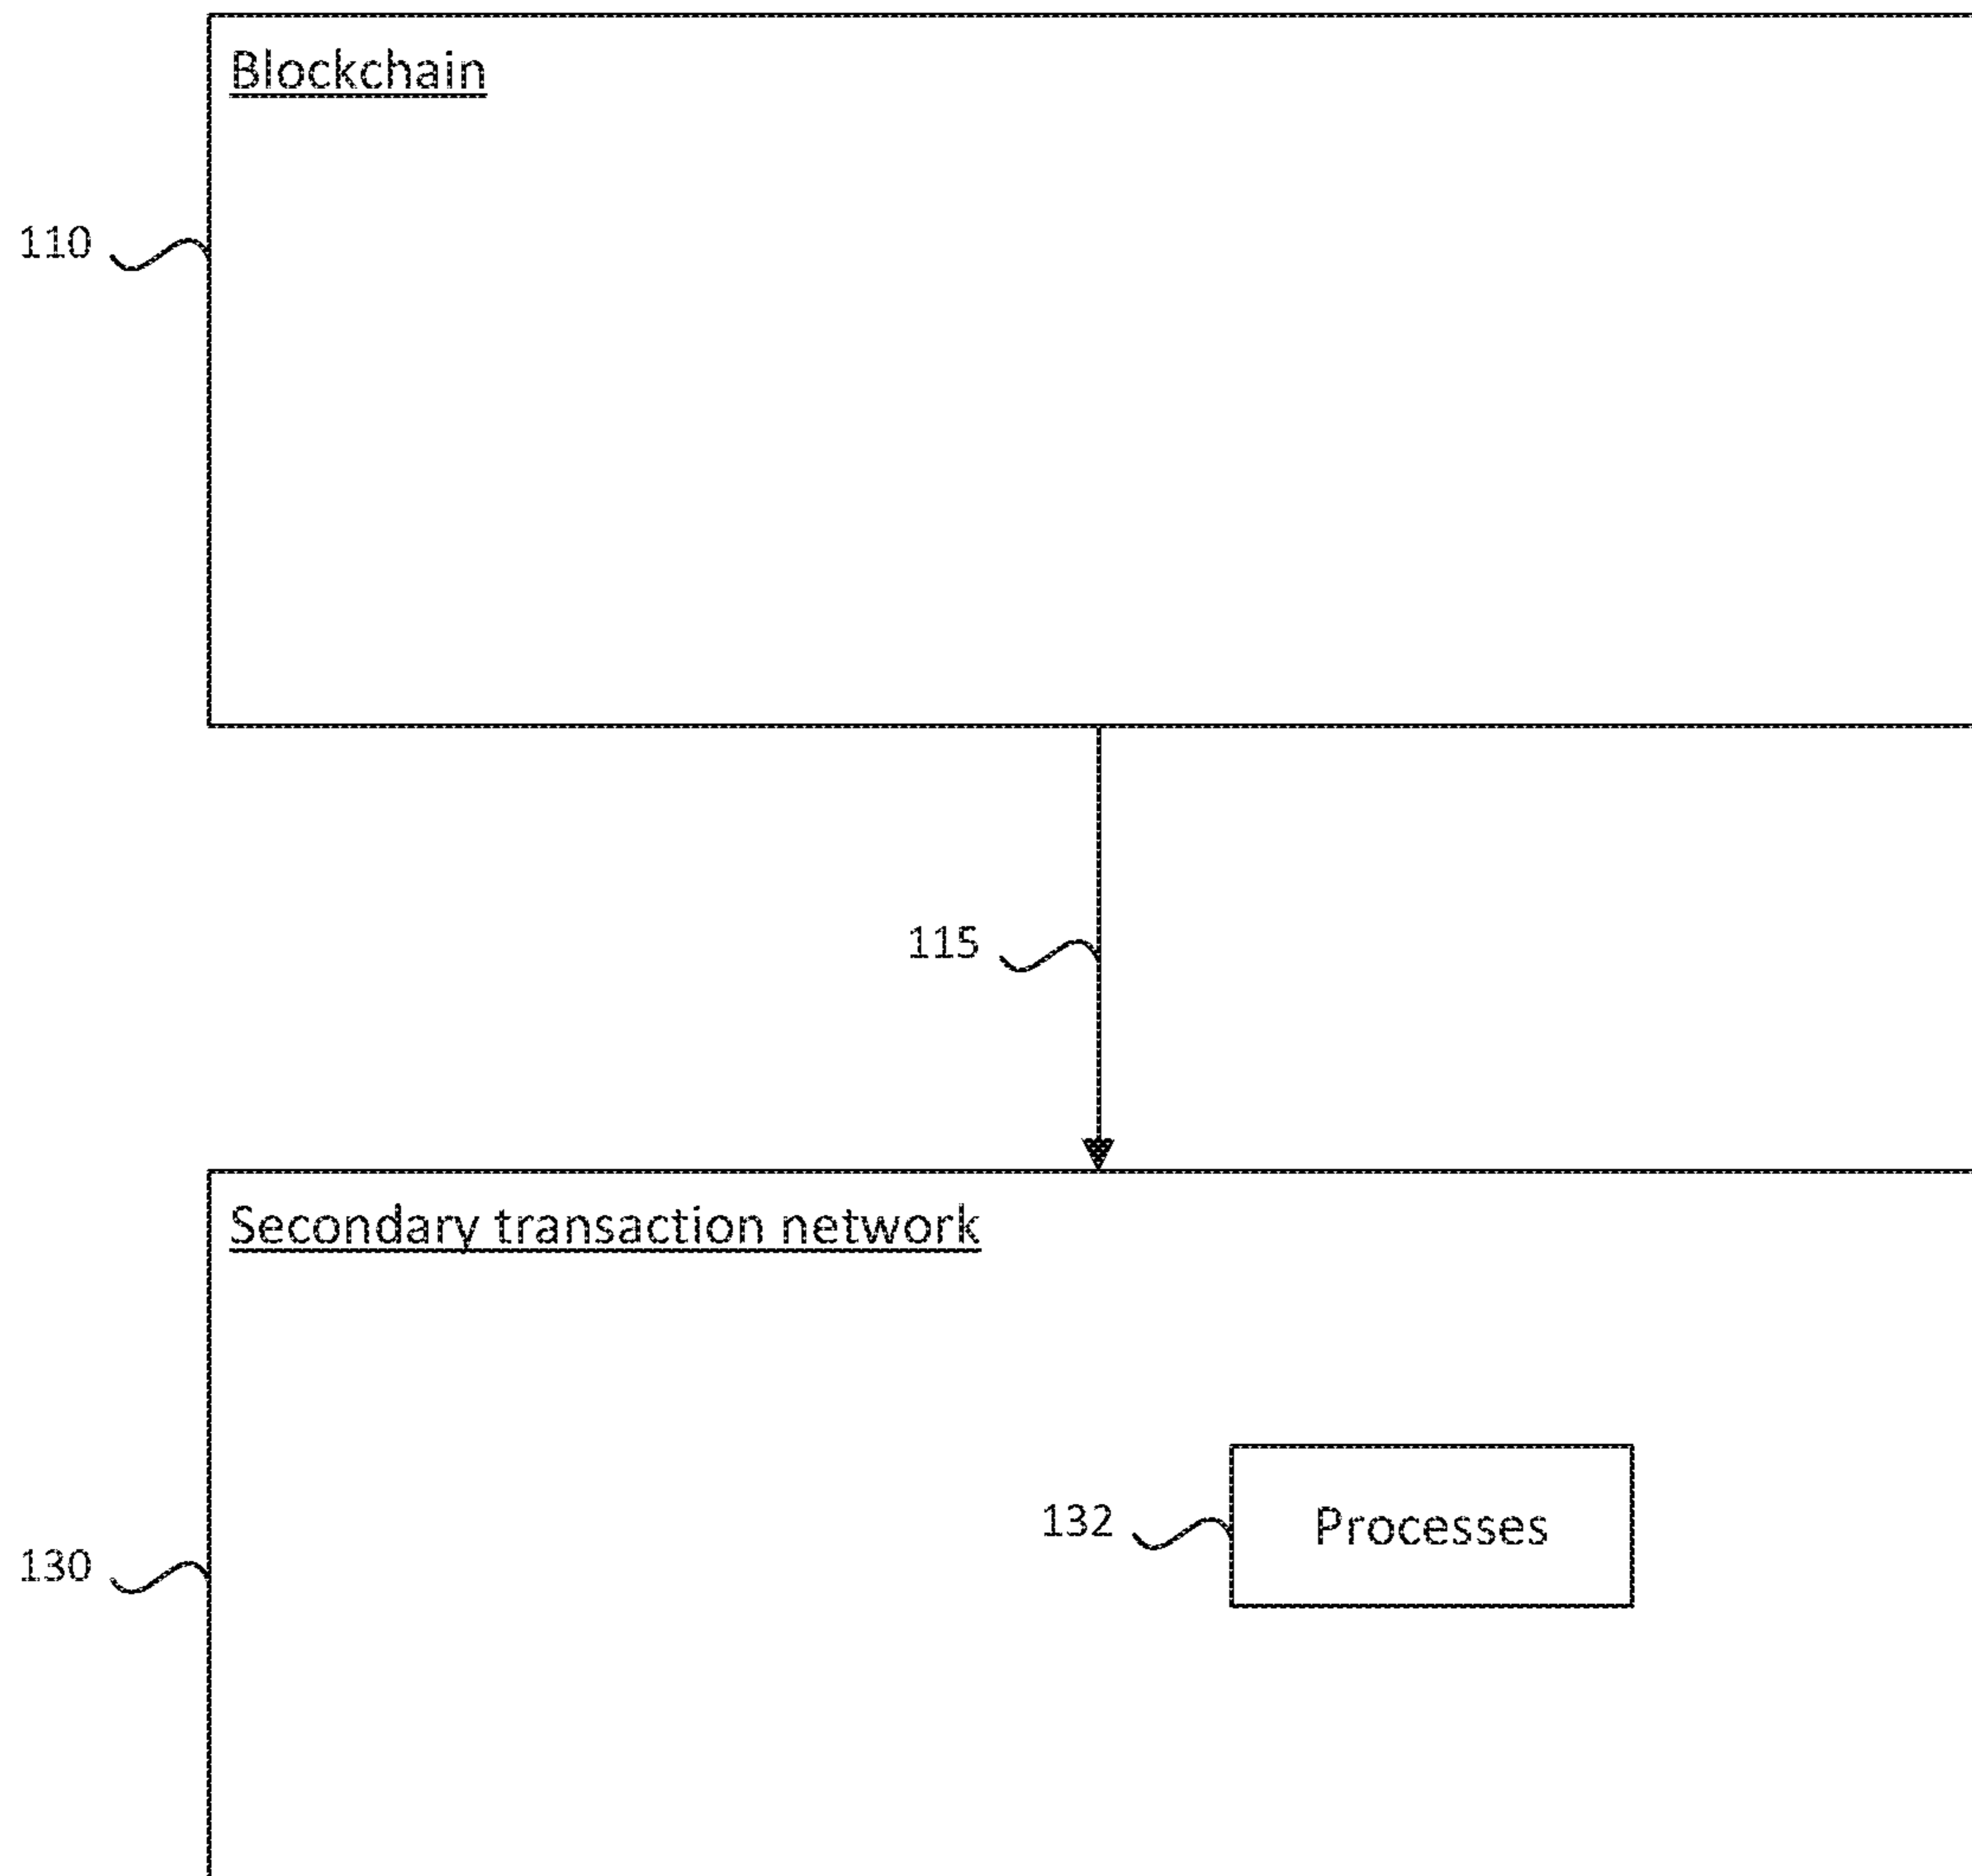 Blockchain
110
115
Secondary transaction network
132
Processes
130